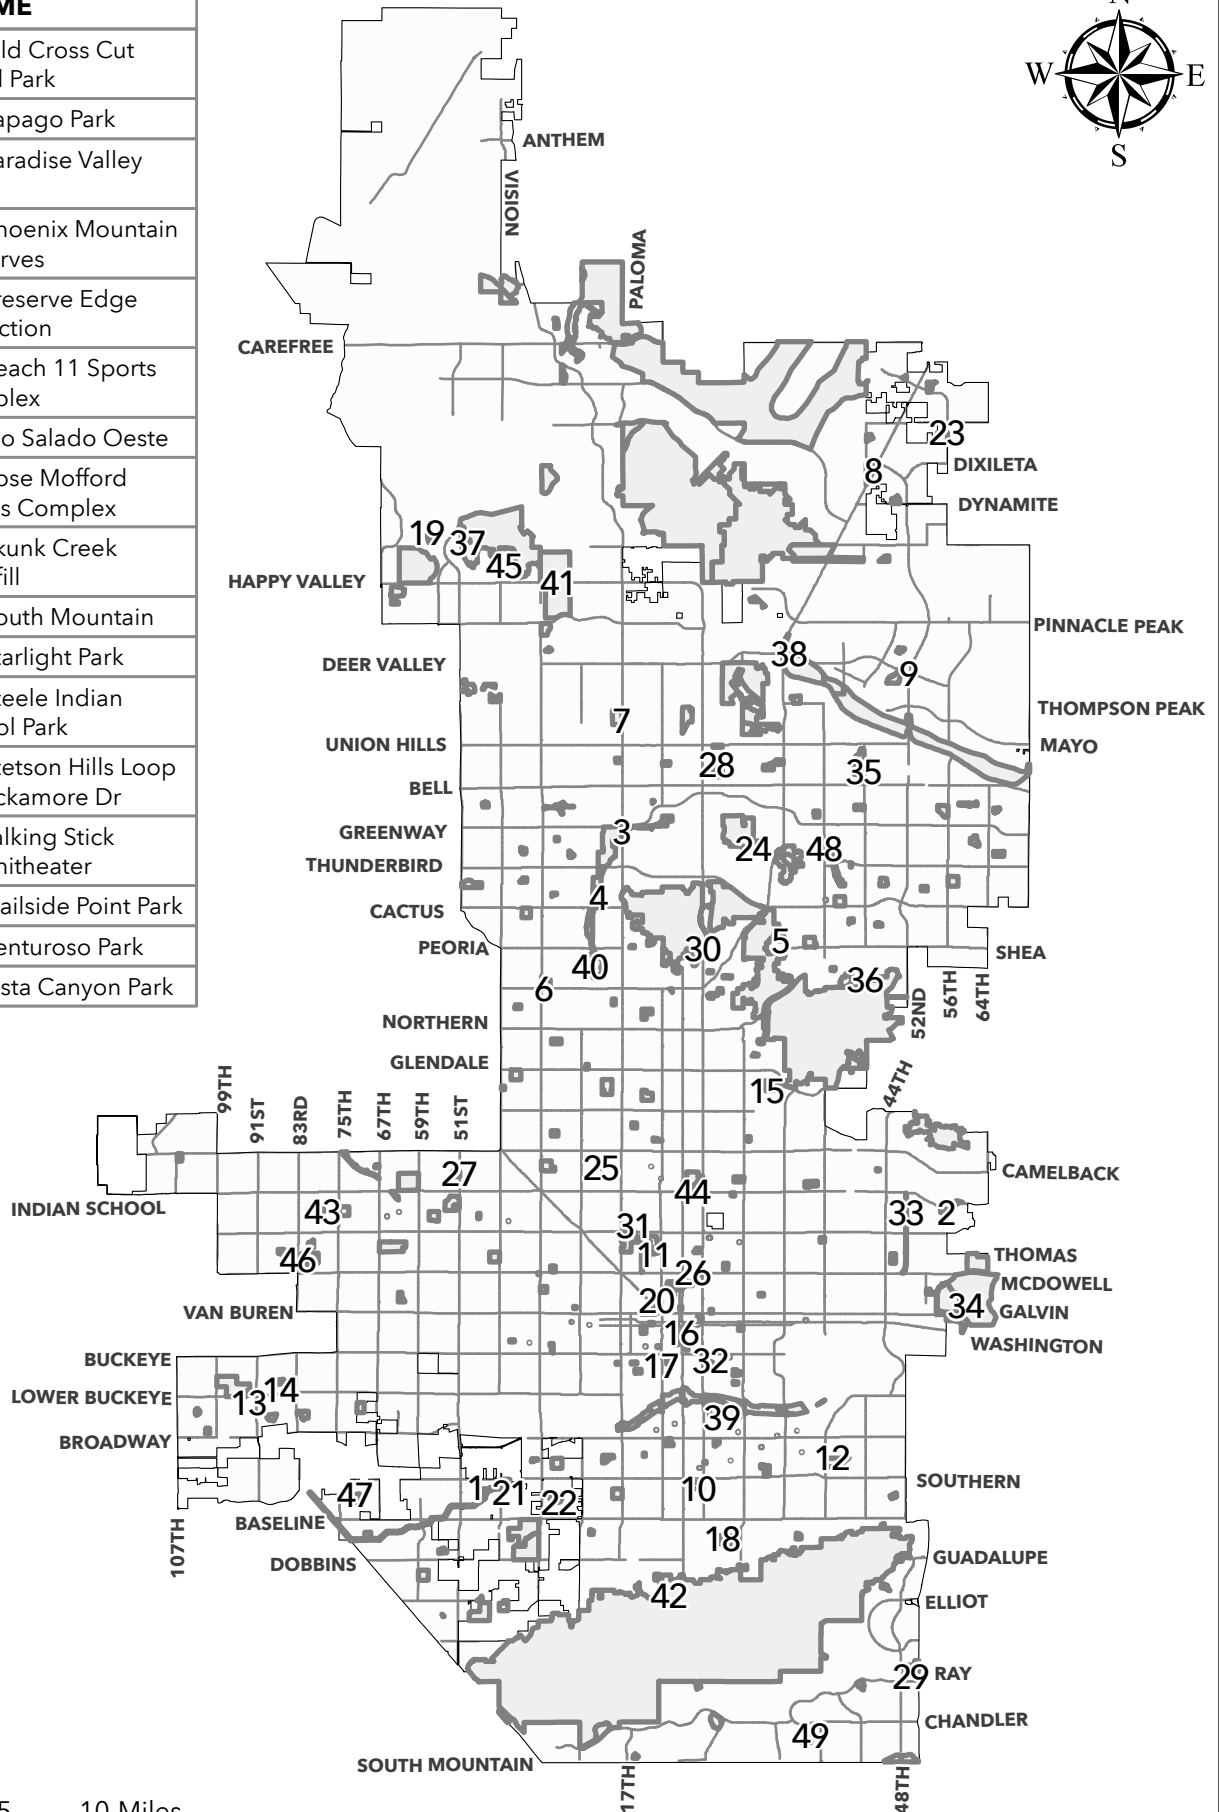 ME
ld Cross Cut
l Park
apago Park
aradise Valley
hoenix Mountain
rves
reserve Edge
ction
each 11 Sports
plex
io Salado Oeste
ose Mofford
s Complex
kunk Creek
fill
outh Mountain
tarlight Park
teele Indian
ol Park
tetson Hills Loop
ckamore Dr
alking Stick
hitheater
ailside Point Park
enturoso Park
ista Canyon Park
N
W E
S
ANTHEM
VISION
PALOMA
CAREFREE
23
8
DIXILETA
DYNAMITE
19
37
45
41
HAPPY VALLEY
PINNACLE PEAK
38
DEER VALLEY
9
THOMPSON PEAK
7
UNION HILLS
MAYO
28
35
BELL
3
GREENWAY
24
48
THUNDERBIRD
4
CACTUS
5
PEORIA
30
SHEA
40
36
6
52ND
56TH
64TH
NORTHERN
GLENDALE
15
44TH
99TH
91ST
83RD
75TH
67TH
59TH
51ST
27
25
CAMELBACK
44
INDIAN SCHOOL
43
33
2
31
11
46
THOMAS
26
MCDOWELL
20
34
VAN BUREN
GALVIN
16
WASHINGTON
BUCKEYE
17
32
LOWER BUCKEYE
13
14
39
BROADWAY
12
SOUTHERN
47
1
21
22
10
BASELINE
18
107TH
DOBBINS
GUADALUPE
42
ELLIOT
29
RAY
CHANDLER
49
SOUTH MOUNTAIN
17TH
48TH
5 10 Miles